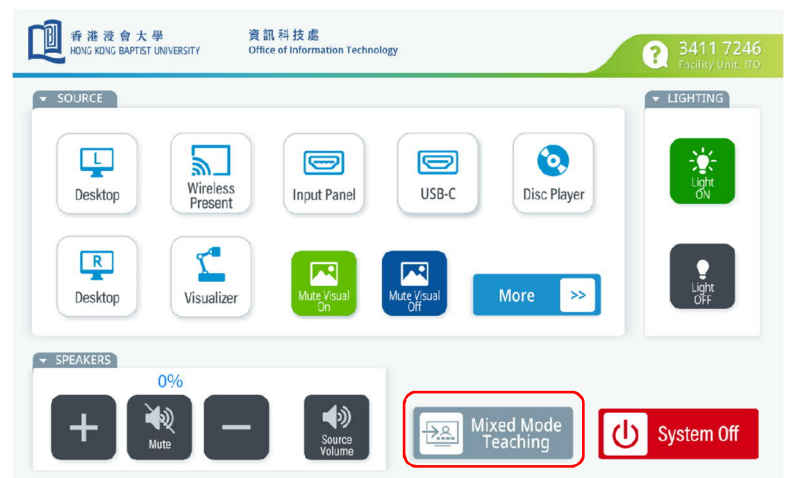 香港浸會大學
HONG KONG BAPTIST UNIVERSITY
資訊科技處
Office of Information Technology
?
3411 7246
Facility Unit, ITO
SOURCE
LIGHTING
L
Desktop
Wireless
Present
Input Panel
USB-C
Disc Player
Light
ON
R
Desktop
Visualizer
Mute Visual
On
Mute Visual
Off
More >>
Light
OFF
SPEAKERS
0%
+
Mute
−
Source
Volume
Mixed Mode
Teaching
System Off